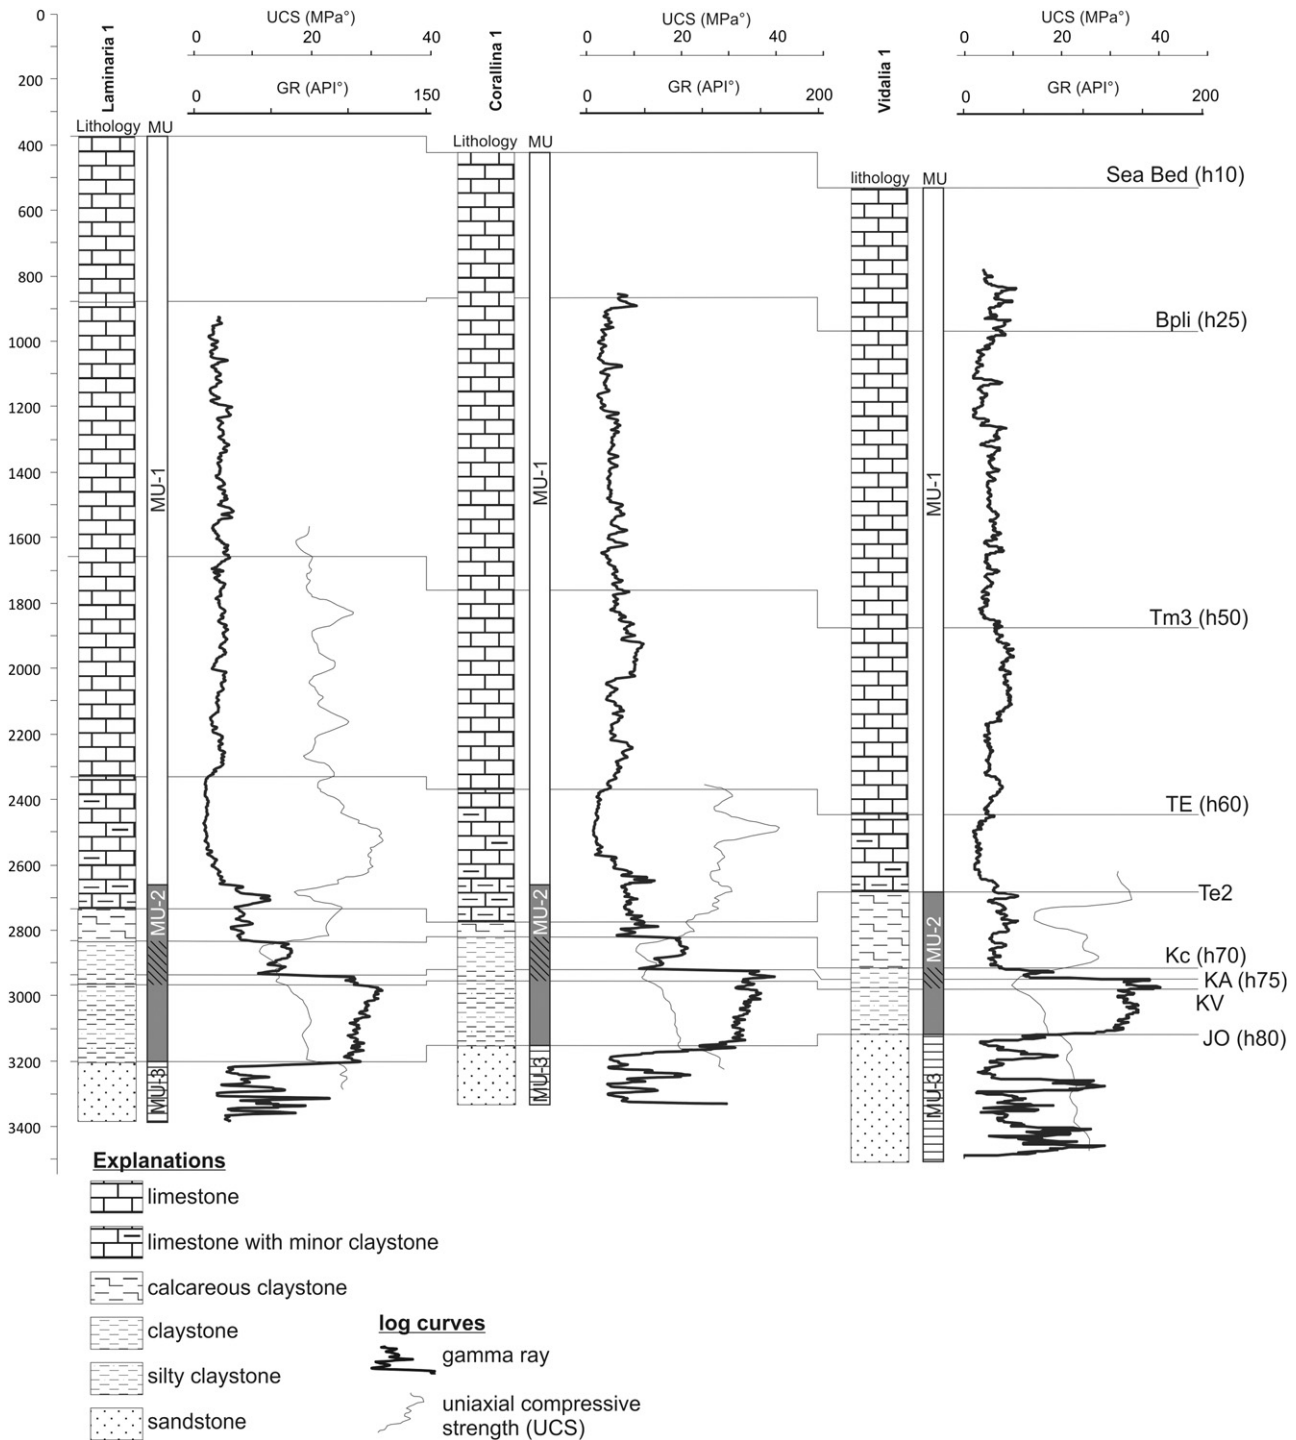 0
200
400
600
800
1000
1200
1400
1600
1800
2000
2200
2400
2600
2800
3000
3200
3400
Laminaria 1
UCS (MPa°)
0 20 40
GR (API°)
0 150
Lithology MU
MU-1
MU-2
MU-3
Corallina 1
UCS (MPa°)
0 20 40
GR (API°)
0 200
Lithology MU
MU-1
MU-2
MU-3
Vidalia 1
UCS (MPa°)
0 20 40
GR (API°)
0 200
lithology MU
MU-1
MU-2
MU-3
Sea Bed (h10)
Bpli (h25)
Tm3 (h50)
TE (h60)
Te2
Kc (h70)
KA (h75)
KV
JO (h80)
Explanations
limestone
limestone with minor claystone
calcareous claystone
claystone
silty claystone
sandstone
log curves
gamma ray
uniaxial compressive
strength (UCS)